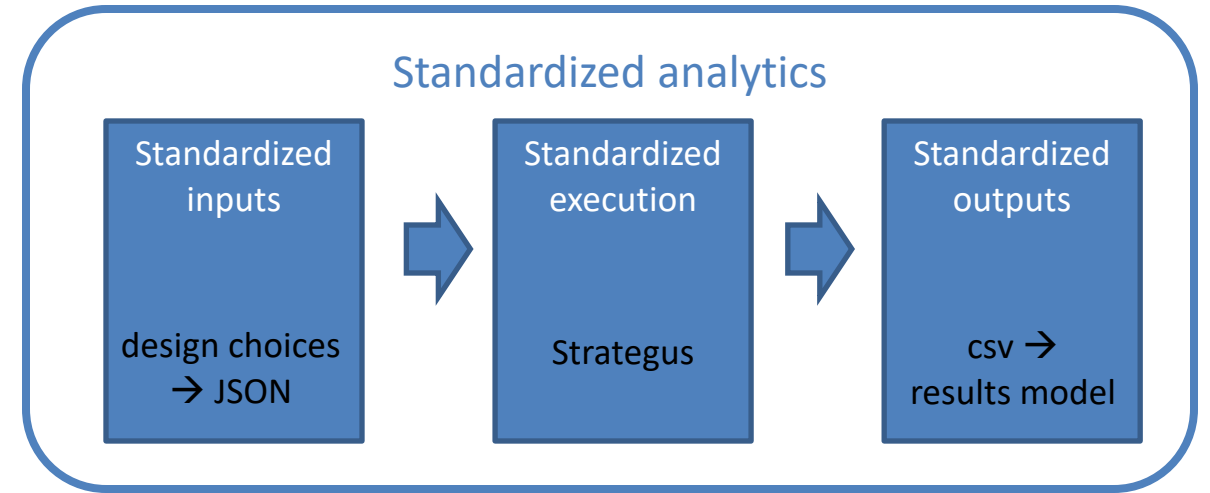 Standardized analytics
Standardized
inputs
design choices
→ JSON
Standardized
execution
Strategus
Standardized
outputs
csv →
results model